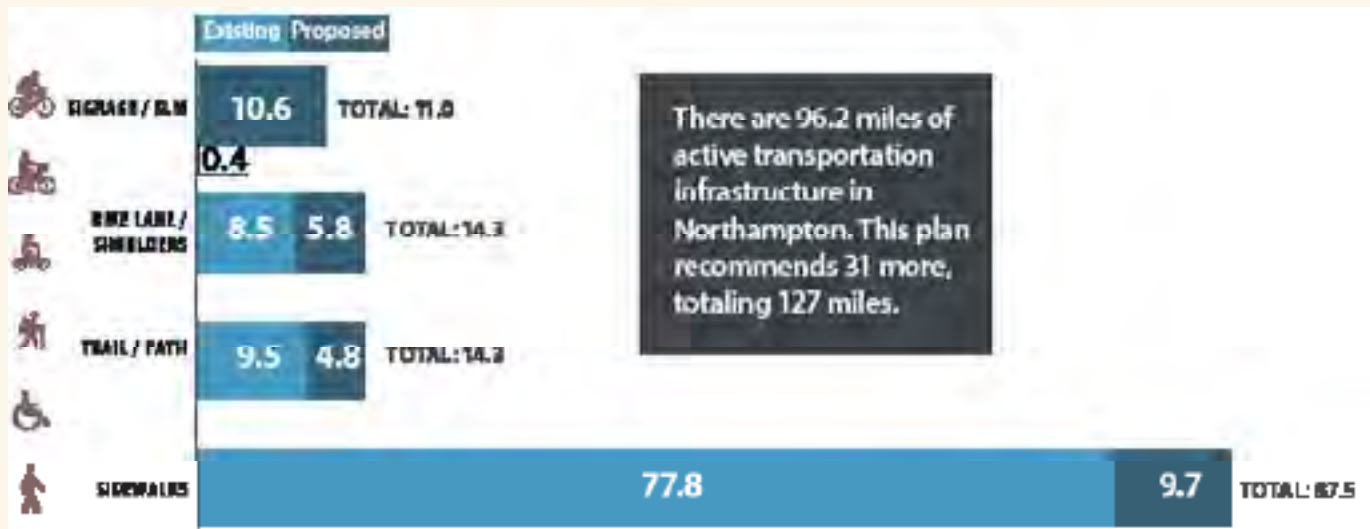 Existing Proposed
SIGNAGE / SLM
10.6
TOTAL: 11.0
0.4
BIKE LANE /
SHOULDERS
8.5 5.8
TOTAL: 14.3
There are 96.2 miles of
active transportation
infrastructure in
Northampton. This plan
recommends 31 more,
totaling 127 miles.
TRAIL / PATH
9.5 4.8
TOTAL: 14.3
SIDEWALKS
77.8
9.7
TOTAL: 87.5